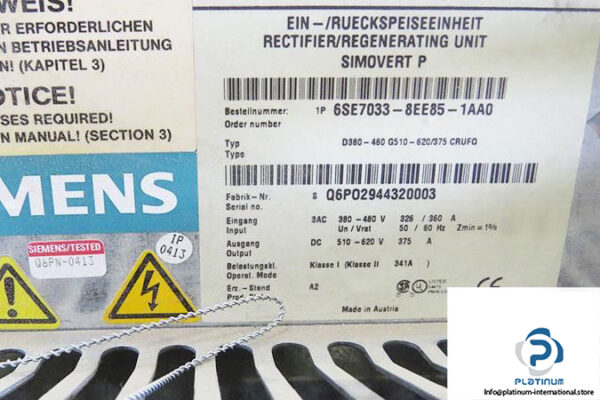 WEIS!
R ERFORDERLICHEN
N BETRIEBSANLEITUNG
N! (KAPITEL 3)
OTICE!
SES REQUIRED!
N MANUAL! (SECTION 3)
MENS
SIEMENS/TESTED
Q6PN-0413
IP
0413
EIN-/RUECKSPEISEEINHEIT
RECTIFIER/REGENERATING UNIT
SIMOVERT P
Bestellnummer: 1P 6SE7033-8EE85-1AA0
Order number
Typ D380-460 G510-620/375 CRUFQ
Type
Fabrik-Nr. S Q6P02944320003
Serial no.
Eingang 3AC 380-460 V 326 / 360 A
Input Un / Vrat 50 / 60 Hz Zmin = 1%
Ausgang DC 510-620 V 375 A
Output
Belastungskl. Klasse I (Klasse II 341A )
Operat. Mode
Erz.-Stand A2
Made in Austria
CE
PLATINUM
Info@platinum-international.store